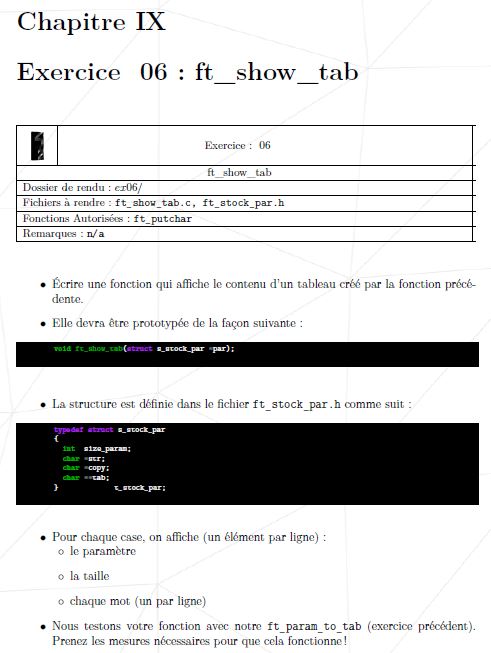 Chapitre IX
Exercice 06 : ft_show_tab
Exercice : 06
ft_show_tab
Dossier de rendu : ex06/
Fichiers à rendre : ft_show_tab.c, ft_stock_par.h
Fonctions Autorisées : ft_putchar
Remarques : n/a
• Écrire une fonction qui affiche le contenu d'un tableau créé par la fonction précé-
dente.
• Elle devra être prototypée de la façon suivante :
void ft_show_tab(struct s_stock_par *par);
• La structure est définie dans le fichier ft_stock_par.h comme suit :
typedef struct s_stock_par
{
int size_param;
char *str;
char *copy;
char **tab;
} t_stock_par;
• Pour chaque case, on affiche (un élément par ligne) :
◦ le paramètre
◦ la taille
◦ chaque mot (un par ligne)
• Nous testons votre fonction avec notre ft_param_to_tab (exercice précédent).
Prenez les mesures nécessaires pour que cela fonctionne !